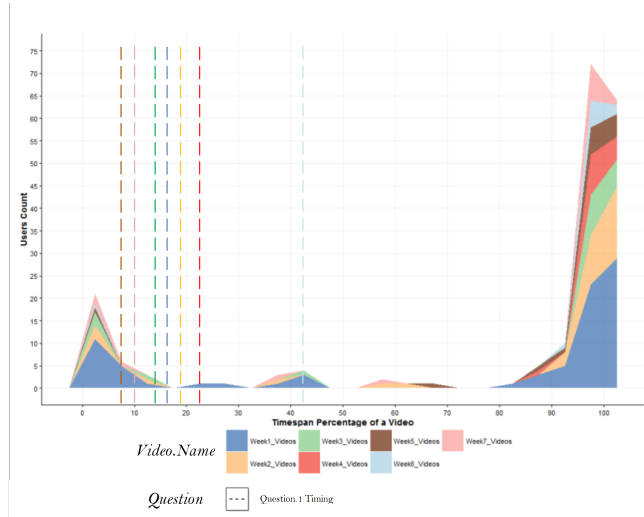 75
70
65
60
55
50
45
40
35
30
25
20
15
10
5
0
Users Count
0 10 20 30 40 50 60 70 80 90 100
Timespan Percentage of a Video
Video.Name
Week1_Videos Week3_Videos Week5_Videos Week7_Videos
Week2_Videos Week4_Videos Week6_Videos
Question
Question.1 Timing